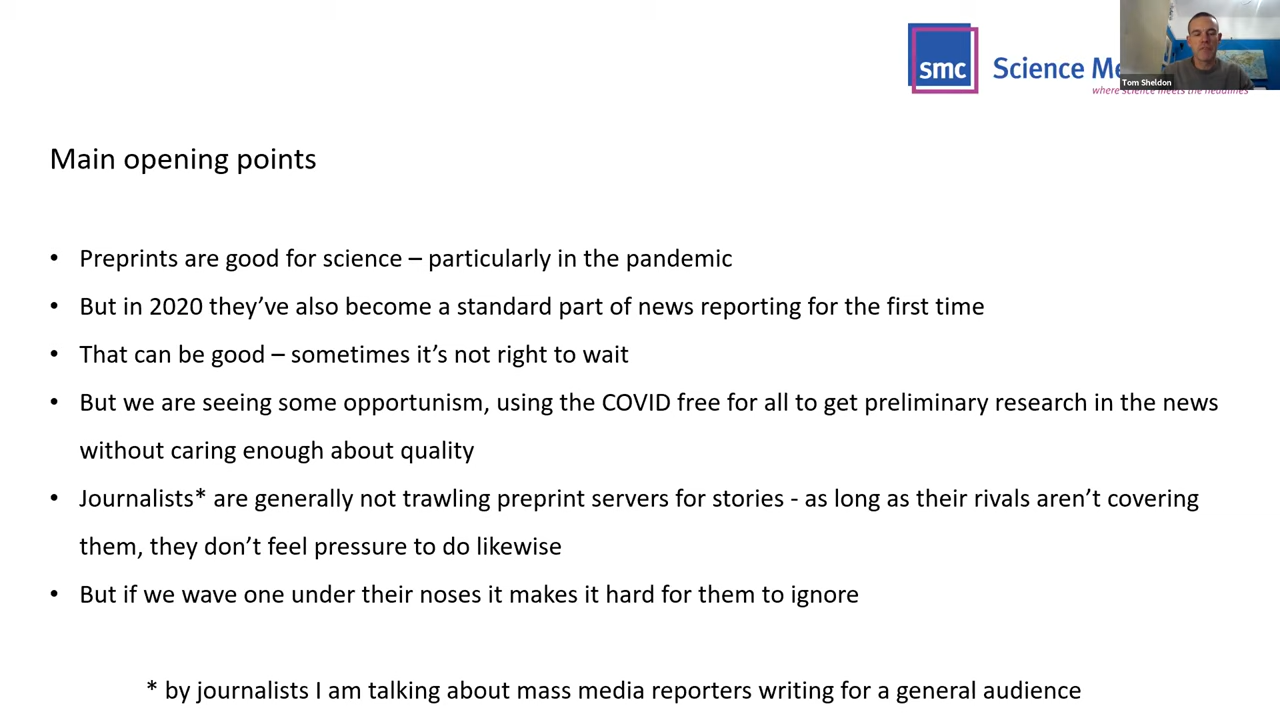 smc
Science Me
Tom Sheldon
where science meets the headlines
Main opening points
• Preprints are good for science – particularly in the pandemic
• But in 2020 they’ve also become a standard part of news reporting for the first time
• That can be good – sometimes it’s not right to wait
• But we are seeing some opportunism, using the COVID free for all to get preliminary research in the news
without caring enough about quality
• Journalists* are generally not trawling preprint servers for stories - as long as their rivals aren’t covering
them, they don’t feel pressure to do likewise
• But if we wave one under their noses it makes it hard for them to ignore
* by journalists I am talking about mass media reporters writing for a general audience